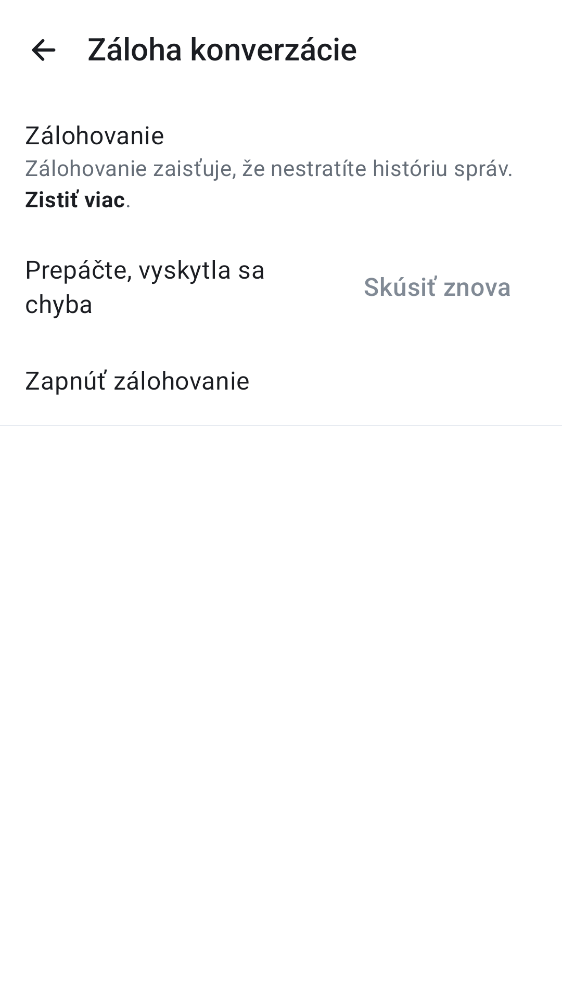 Záloha konverzácie
Zálohovanie
Zálohovanie zaisťuje, že nestratíte históriu správ.
Zistiť viac.
Prepáčte, vyskytla sa
chyba
Skúsiť znova
Zapnúť zálohovanie